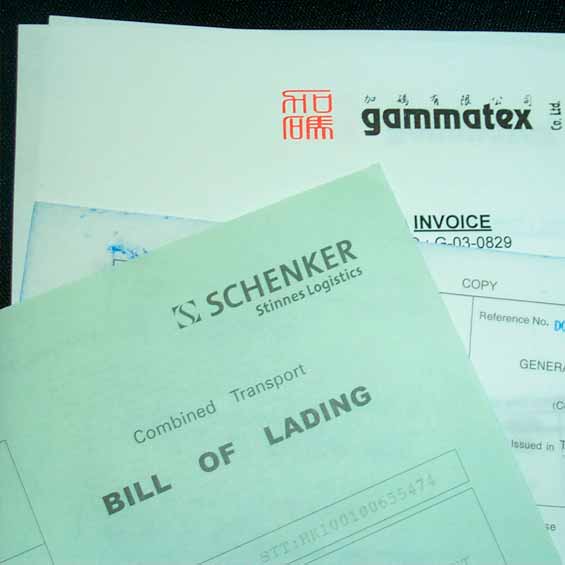 加碼有限公司
gammatex
Co. Ltd.
INVOICE
G-03-0829
COPY
Reference No.
GENERA
Issued in T
SCHENKER
Stinnes Logistics
Combined Transport
BILL OF LADING
STT:HK100100655474